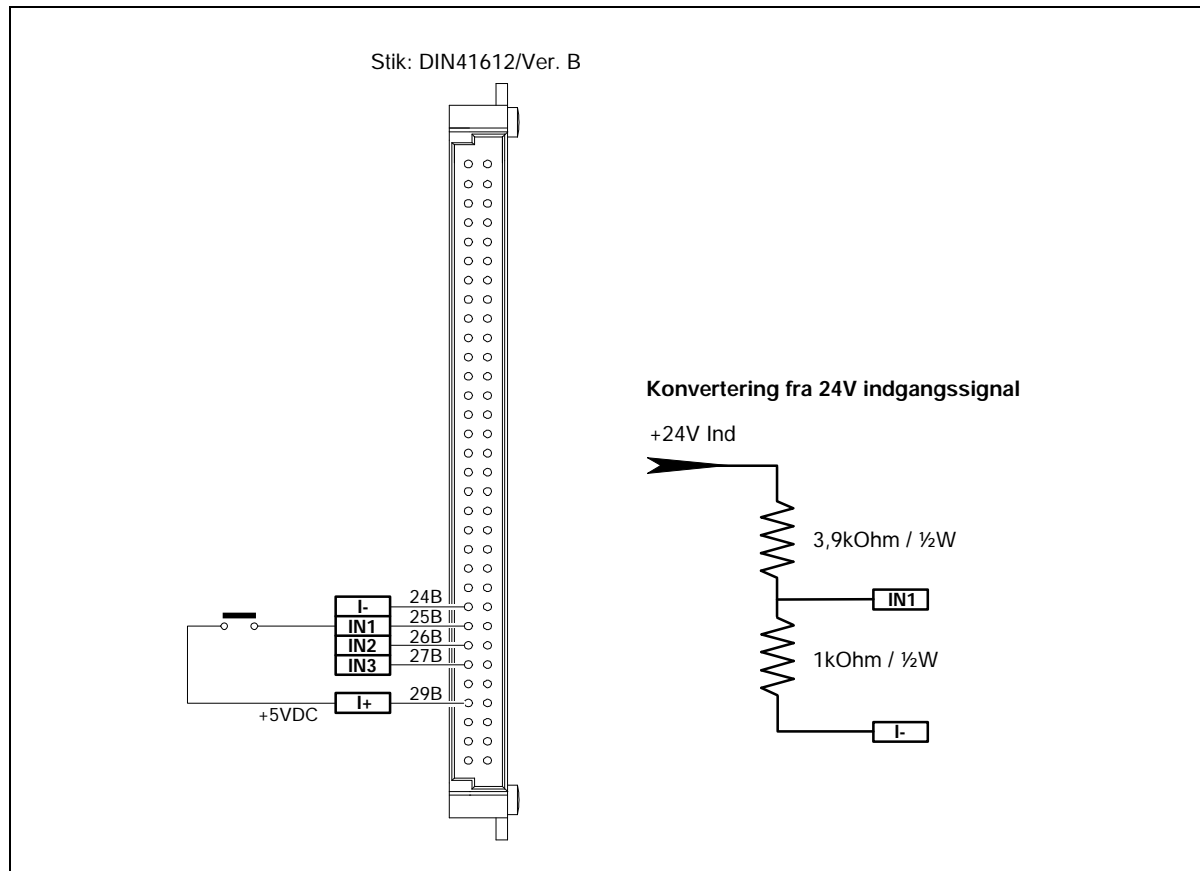 Stik: DIN41612/Ver. B
Konvertering fra 24V indgangssignal
+24V Ind
3,9kOhm / ½W
IN1
1kOhm / ½W
I-
I- 24B
IN1 25B
IN2 26B
IN3 27B
I+ 29B
+5VDC